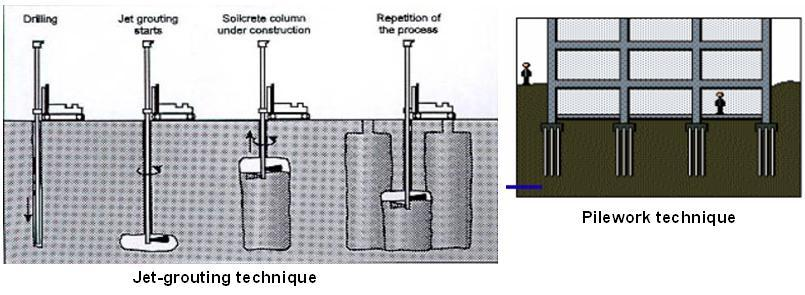 Drilling
Jet grouting
starts
Soilcrete column
under construction
Repetition of
the process
Pilework technique
Jet-grouting technique